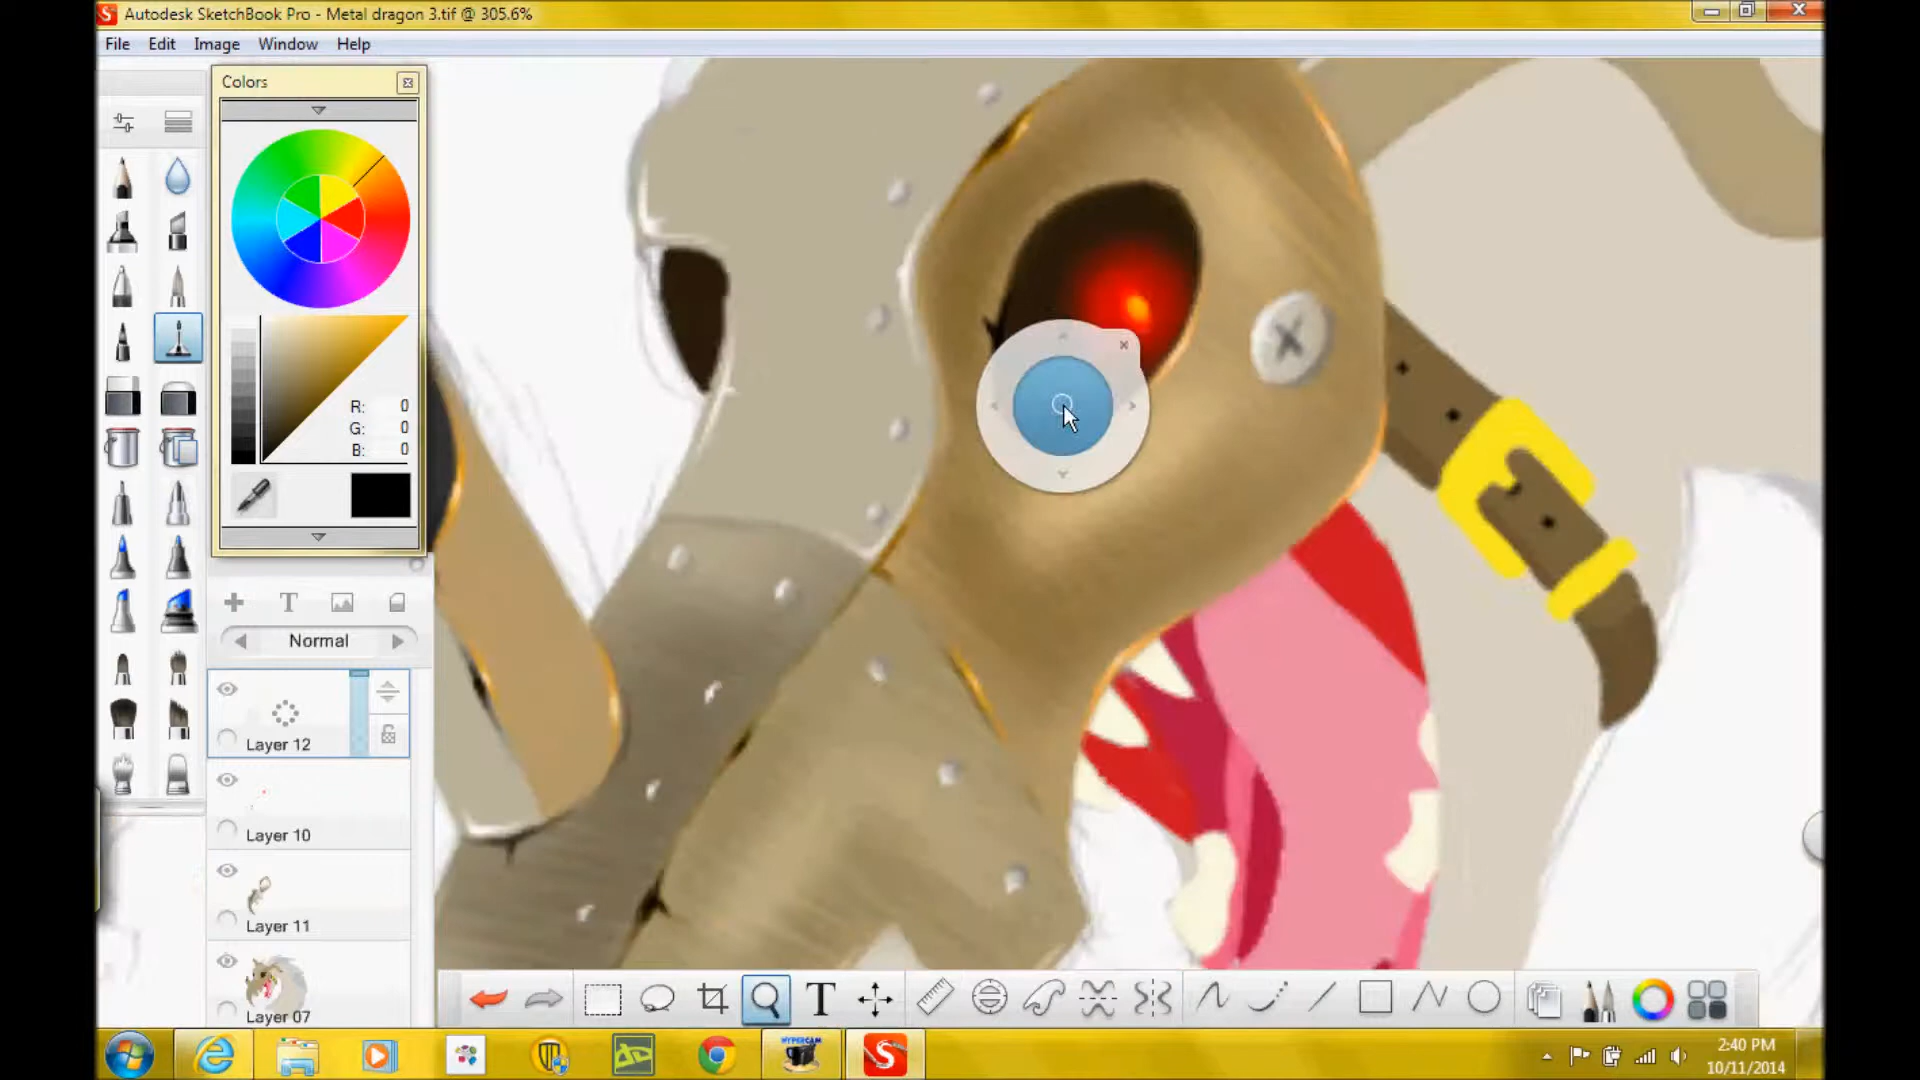 Autodesk SketchBook Pro - Metal dragon 3.tif @ 305.6%
File Edit Image Window Help
Colors
R: 0
G: 0
B: 0
T
Normal
Layer 12
Layer 10
Layer 11
Layer 07
T
HYPERCAM
S
2:40 PM
10/11/2014